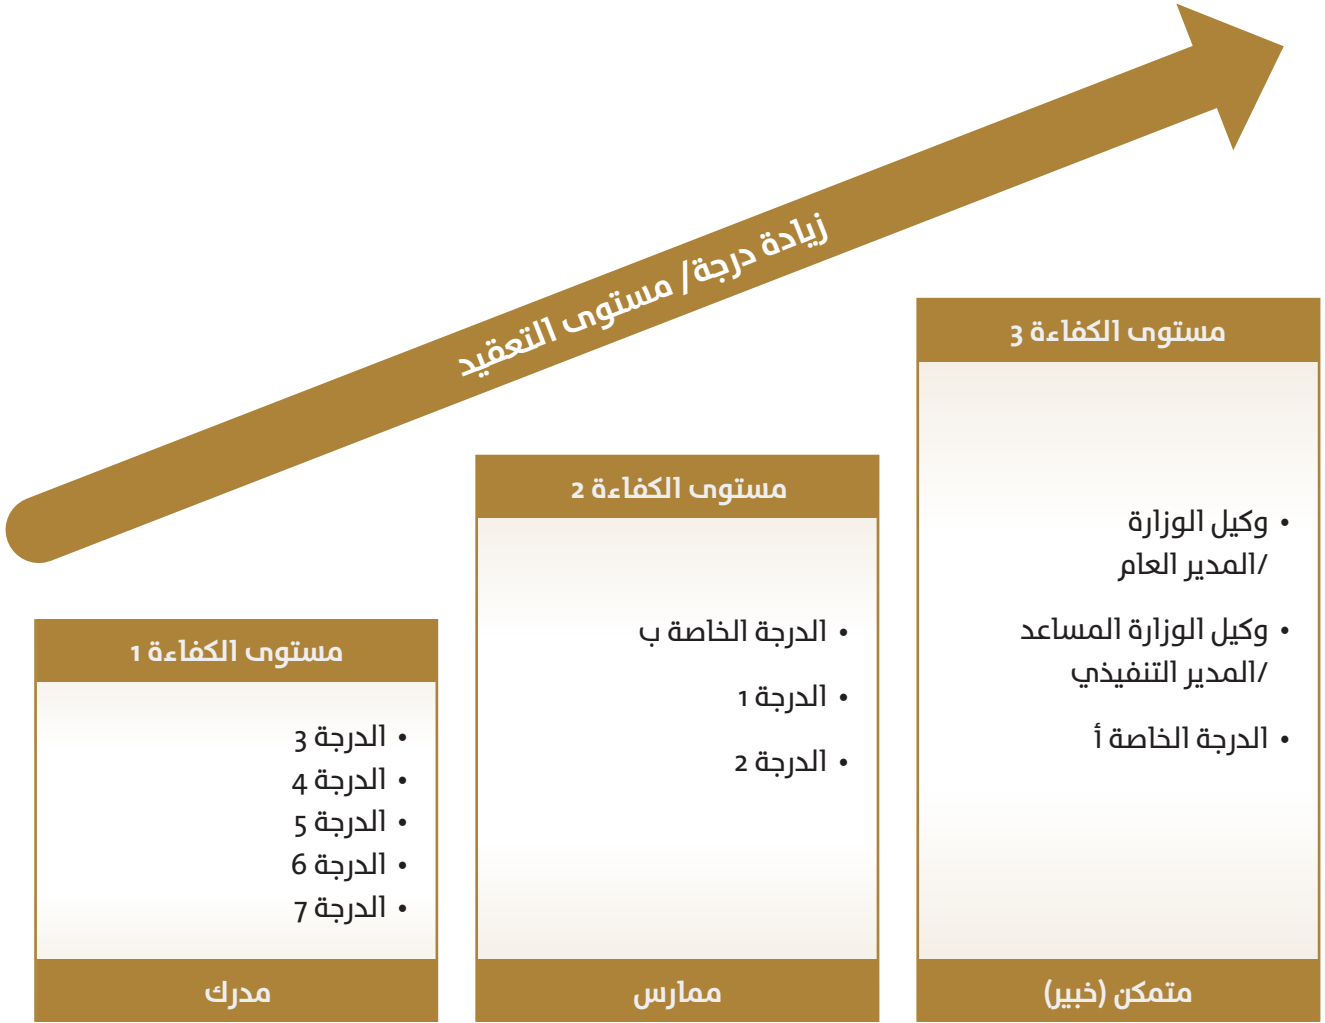 زيادة درجة/ مستوى التعقيد
مستوى الكفاءة 3
• وكيل الوزارة
/المدير العام
• وكيل الوزارة المساعد
/المدير التنفيذي
• الدرجة الخاصة أ
متمكن (خبير)
مستوى الكفاءة 2
• الدرجة الخاصة ب
• الدرجة 1
• الدرجة 2
ممارس
مستوى الكفاءة 1
• الدرجة 3
• الدرجة 4
• الدرجة 5
• الدرجة 6
• الدرجة 7
مدرك